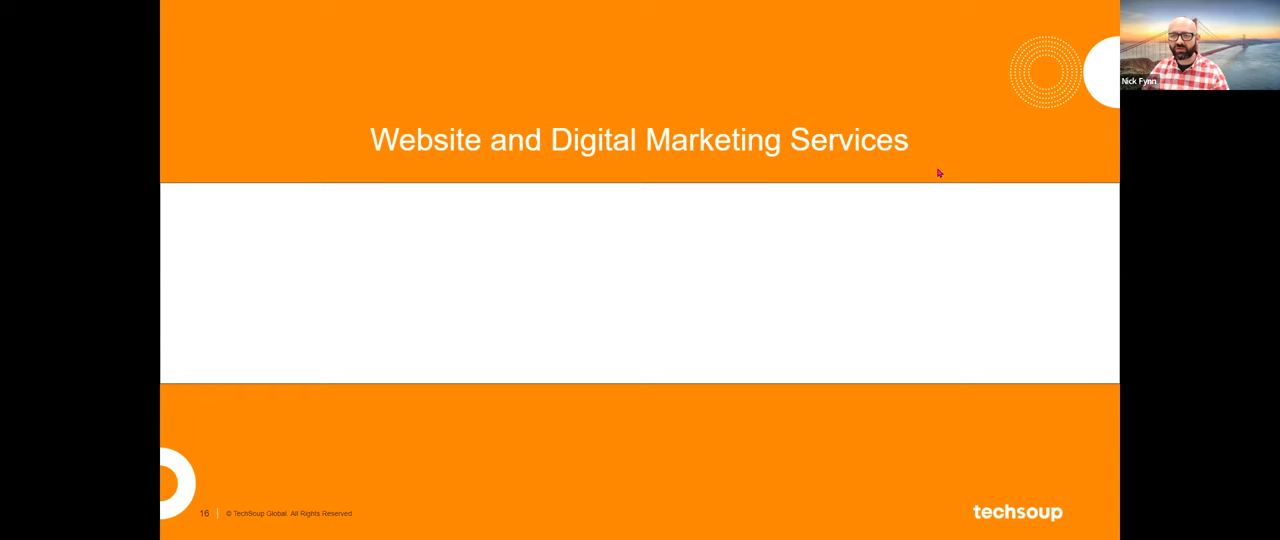 Website and Digital Marketing Services
Nick Fynn
16
© TechSoup Global. All Rights Reserved
techsoup